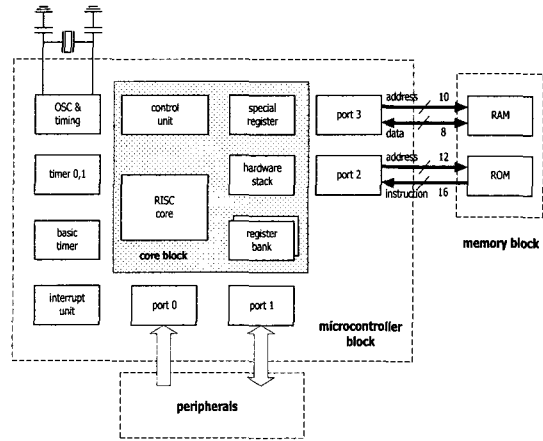 OSC &
timing
control
unit
special
register
port 3
address 10
data 8
RAM
timer 0,1
hardware
stack
port 2
address 12
instruction 16
ROM
RISC
core
basic
timer
register
bank
core block
memory block
interrupt
unit
port 0
port 1
microcontroller
block
peripherals